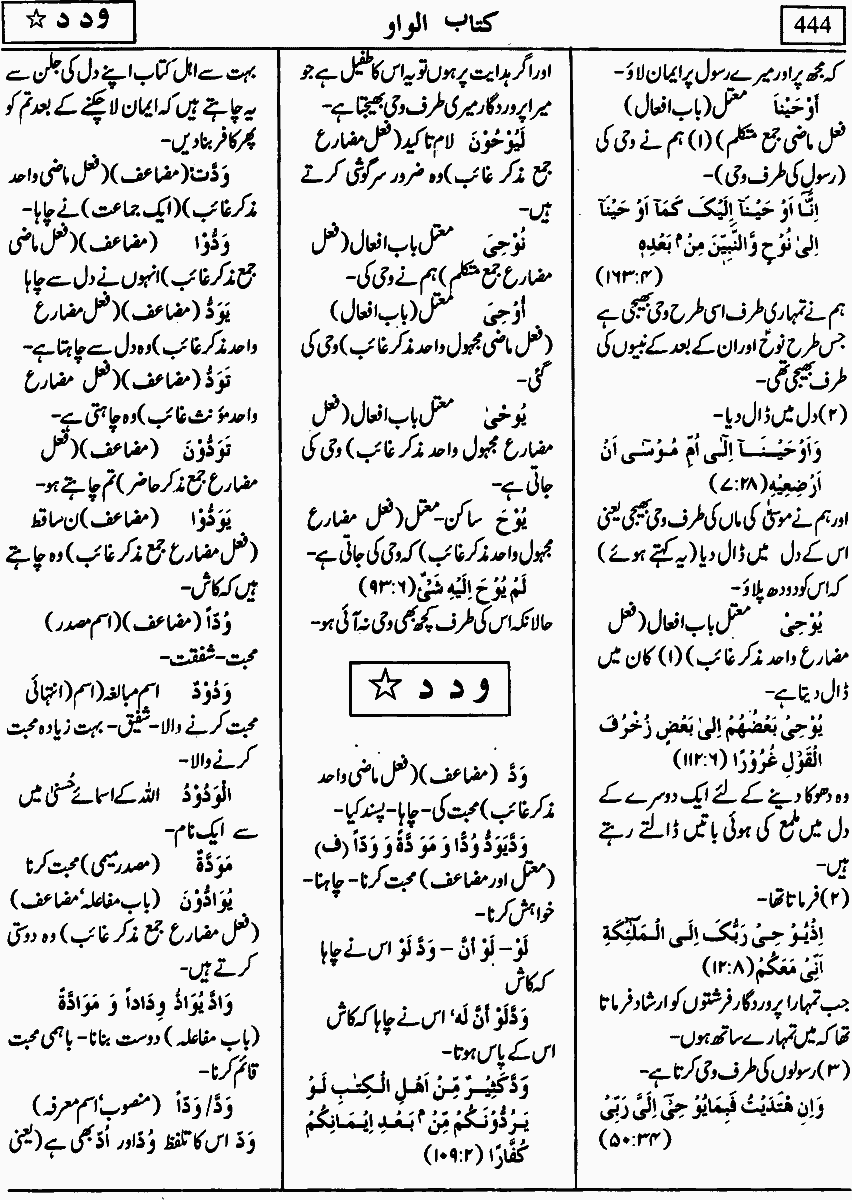 444
کتاب الواو
و د د ☆
کہ مجھ پر اور میرے رسول پر ایمان لاؤ۔
اَوْحَيْنَا معتل (باب افعال)
فعل ماضی جمع متکلم) (۱) ہم نے وحی کی
(رسول کی طرف وحی)۔
اِنَّآ اَوْ حَيْنَآ اِلَيْكَ كَمَآ اَوْ حَيْنَآ
اِلىٰ نُوْحٍ وَّالنَّبِيّٖنَ مِنْۢ بَعْدِهٖ
(۱۶۳:۴)
ہم نے تمہاری طرف اسی طرح وحی بھیجی ہے
جس طرح نوحؑ اور ان کے بعد کے نبیوں کی
طرف بھیجی تھی۔
(۲) دل میں ڈال دیا۔
وَاَوْ حَيْنَآ اِلٰٓى اُمِّ مُوْسٰٓى اَنْ
اَرْضِعِيْهِ (۷:۲۸)
اور ہم نے موسیٰؑ کی ماں کی طرف وحی بھیجی یعنی
اس کے دل میں ڈال دیا (یہ کہتے ہوئے)
کہ اس کو دودھ پلاؤ۔
يُوْحِىْ معتل باب افعال (فعل
مضارع واحد مذکر غائب) (۱) کان میں
ڈال دیتا ہے۔
يُوْحِىْ بَعْضُهُمْ اِلىٰ بَعْضٍ زُخْرُفَ
الْقَوْلِ غُرُوْرًا (۱۱۲:۶)
وہ دھوکا دینے کے لئے ایک دوسرے کے
دل میں ملمع کی ہوئی باتیں ڈالتے رہتے
ہیں۔
(۲) فرماتا تھا۔
اِذْيُوْ حِىْ رَبُّكَ اِلَى الْمَلٰٓئِكَةِ
اَنِّىْ مَعَكُمْ (۱۲:۸)
جب تمہارا پروردگار فرشتوں کو ارشاد فرماتا
تھا کہ میں تمہارے ساتھ ہوں۔
(۳) رسولوں کی طرف وحی کرتا ہے۔
وَاِنِ هْتَدَيْتُ فَبِمَايُوْ حِىْٓ اِلَىَّ رَبِّىْ
(۵۰:۳۴)
اور اگر ہدایت پر ہوں تو یہ اس کا طفیل ہے جو
میرا پروردگار میری طرف وحی بھیجتا ہے۔
لَيُوْحُوْنَ لام تاکید (فعل مضارع
جمع مذکر غائب) وہ ضرور سرگوشی کرتے
ہیں۔
نُوْحِىَ معتل باب افعال (فعل
مضارع جمع متکلم) ہم نے وحی کی۔
اُوْحِىَ معتل (باب افعال)
(فعل ماضی مجہول واحد مذکر غائب) وحی کی
گئی۔
يُوْحىٰ معتل باب افعال (فعل
مضارع مجہول واحد مذکر غائب) وحی کی
جاتی ہے۔
يُوْحَ ساکن۔ معتل (فعل مضارع
مجہول واحد مذکر غائب) کہ وحی کی جاتی ہے۔
لَمْ يُوْحَ اِلَيْهِ شَىْءٌ (۹۳:۶)
حالانکہ اس کی طرف کچھ بھی وحی نہ آئی ہو۔
و د د ☆
وَدَّ (مضاعف) (فعل ماضی واحد
مذکر غائب) محبت کی۔ چاہا۔ پسند کیا۔
وَدَّيَوَدُّ وُدًّا وَ مَوَدَّةً وَ وَدًّا (ف)
(معتل اور مضاعف) محبت کرنا۔ چاہنا۔
خواہش کرنا۔
لَوْ۔ لَوْ اَنَّ۔ وَدَّ لَوْ اس نے چاہا
کہ کاش
وَدَّلَوْ اَنَّ لَهٗ اس نے چاہا کہ کاش
اس کے پاس ہوتا۔
وَدَّ كَثِيْرٌ مِّنْ اَهْلِ الْكِتٰبِ لَوْ
يَرُدُّوْنَكُمْ مِّنْۢ بَعْدِ اِيْمَانِكُمْ
كُفَّارًا (۱۰۹:۲)
بہت سے اہل کتاب اپنے دل کی جلن سے
یہ چاہتے ہیں کہ ایمان لا چکنے کے بعد تم کو
پھر کافر بنا دیں۔
وَدَّتْ (مضاعف) (فعل ماضی واحد
مذکر غائب) (ایک جماعت) نے چاہا۔
وَدُّوْا (مضاعف) (فعل ماضی
جمع مذکر غائب) انہوں نے دل سے چاہا
يَوَدُّ (مضاعف) (فعل مضارع
واحد مذکر غائب) وہ دل سے چاہتا ہے۔
تَوَدُّ (مضاعف) (فعل مضارع
واحد مؤنث غائب) وہ چاہتی ہے۔
تَوَدُّوْنَ (مضاعف) (فعل
مضارع جمع مذکر حاضر) تم چاہتے ہو۔
يَوَدُّوْا (مضاعف) ن ساقط
(فعل مضارع جمع مذکر غائب) وہ چاہتے
ہیں کہ کاش۔
وُدّاً (مضاعف) (اسم مصدر)
محبت۔ شفقت۔
وَدُوْدٌ اسم مبالغہ (اسم) (انتہائی
محبت کرنے والا۔ شفیق۔ بہت زیادہ محبت
کرنے والا۔
الْوَدُوْدُ اللہ کے اسمائے حُسنیٰ میں
سے ایک نام۔
مَوَدَّةٌ (مصدر میمی) محبت کرنا
يُوَادُّوْنَ (باب مفاعلہ مضاعف)
(فعل مضارع جمع مذکر غائب) وہ دوستی
کرتے ہیں۔
وَادَّ يُوَادُّ وِدَاداً وَ مَوَادَّةً
(باب مفاعلہ) دوست بنانا۔ باہمی محبت
قائم کرنا۔
وَدَّ/وَدّاً (منصوب اسم معرفہ)
وَدّ اس کا تلفظ وُدّ اور اُدّ بھی ہے (یعنی